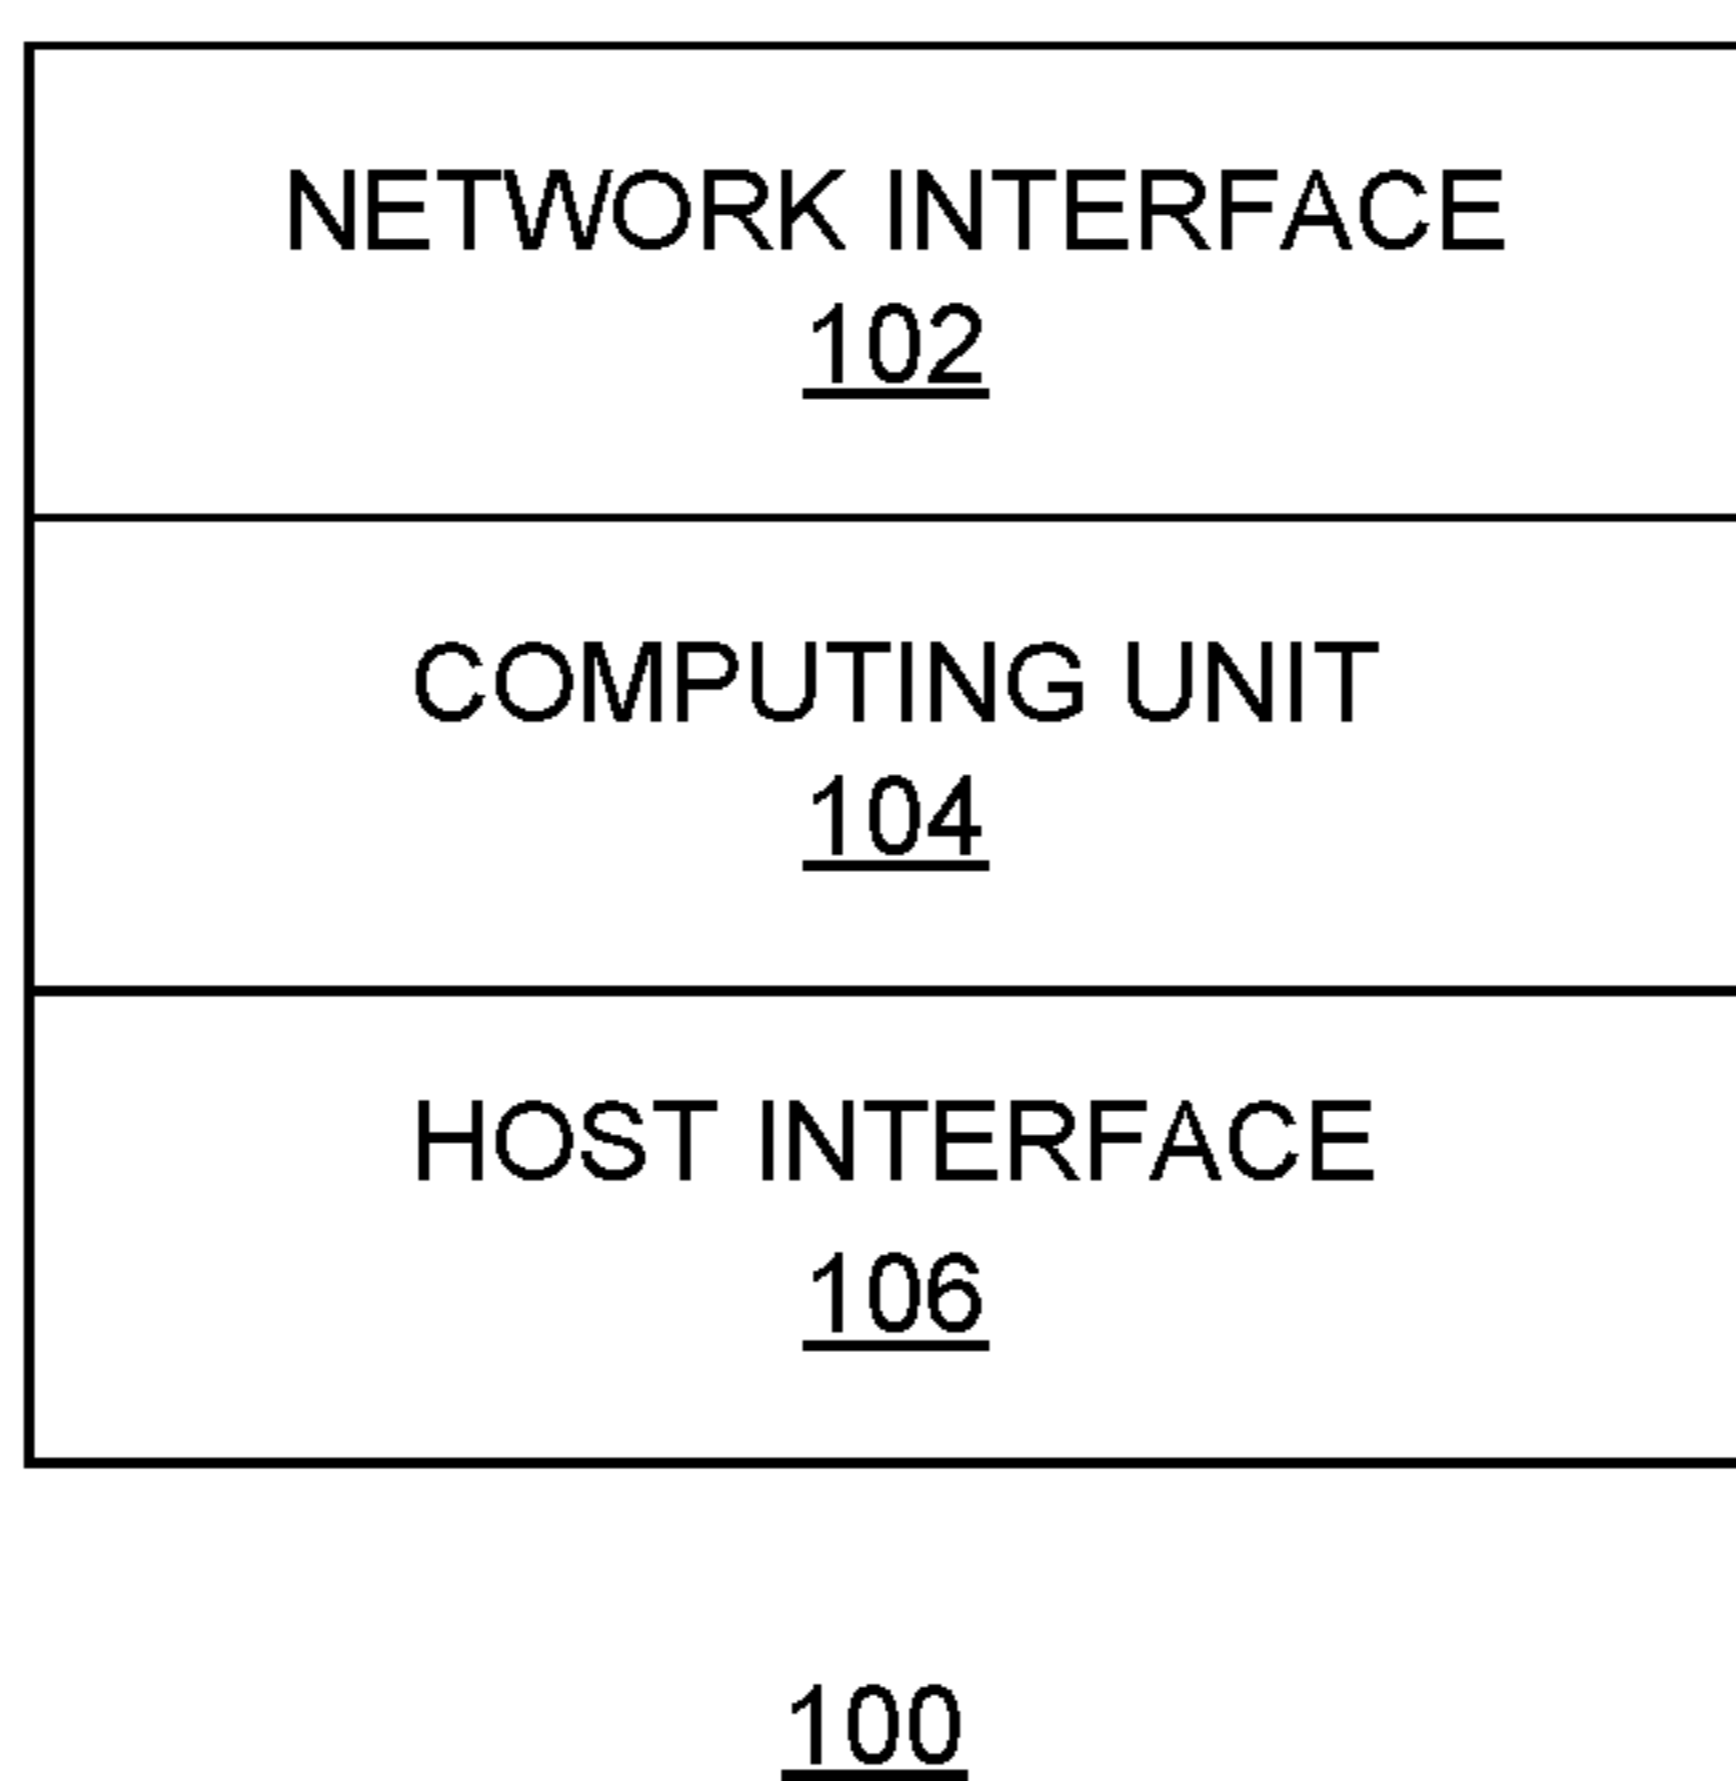 NETWORK INTERFACE
102
COMPUTING UNIT
104
HOST INTERFACE
106
100